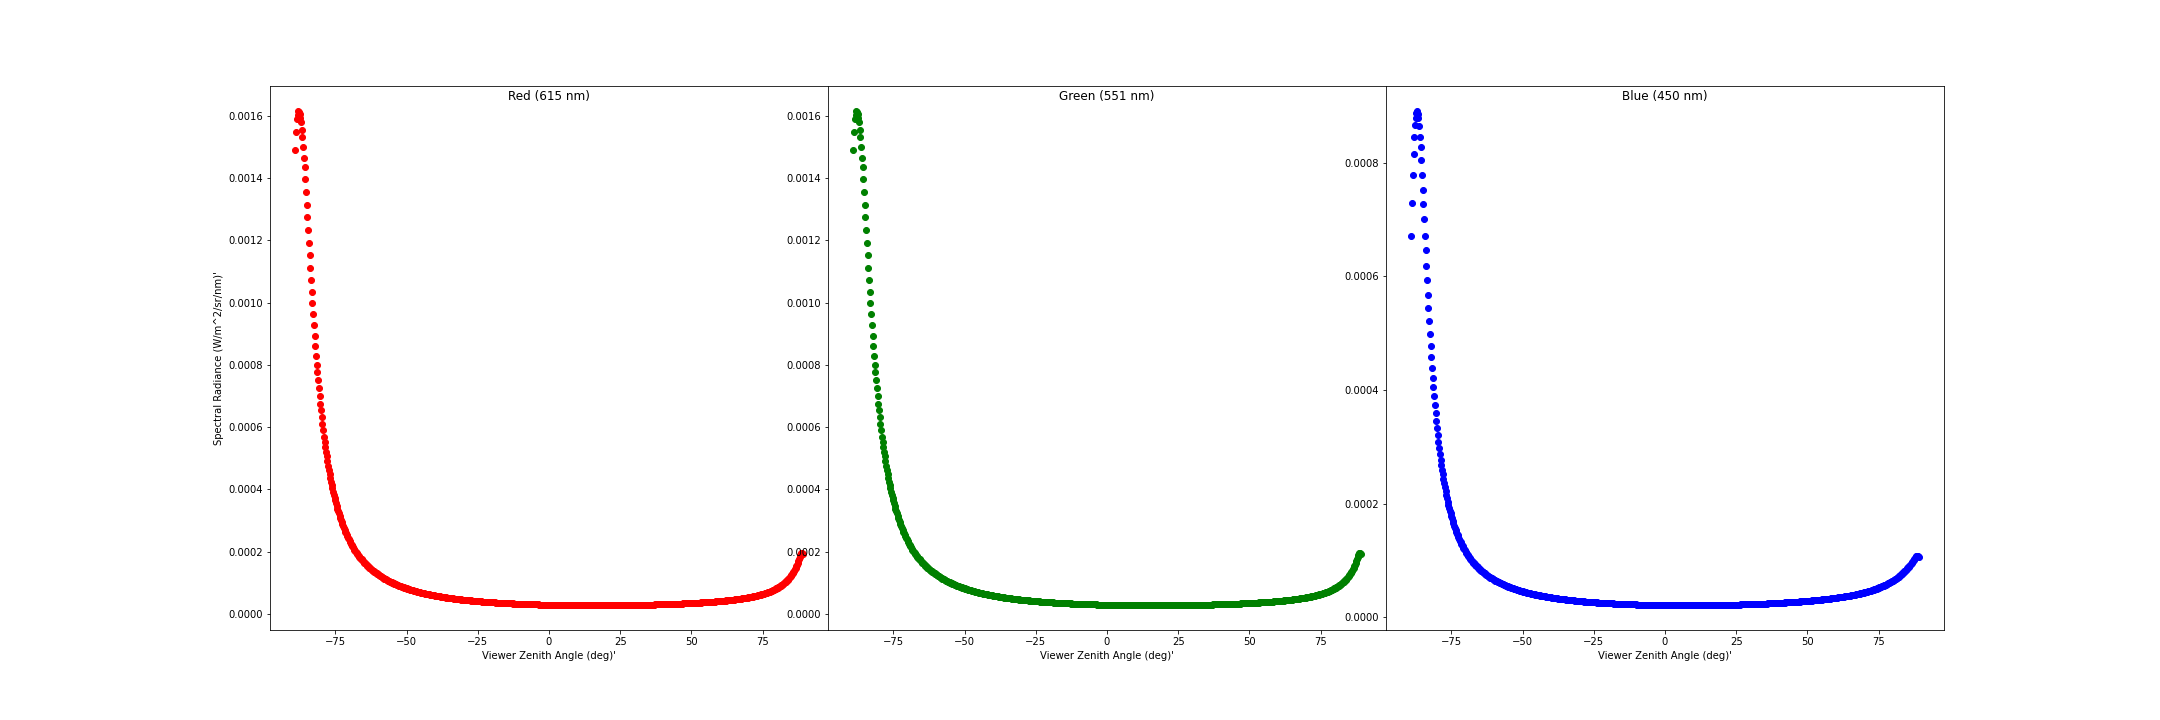 Red (615 nm)
Green (551 nm)
Blue (450 nm)
Spectral Radiance (W/m^2/sr/nm)'
0.0016
0.0014
0.0012
0.0010
0.0008
0.0006
0.0004
0.0002
0.0000
−75 −50 −25 0 25 50 75
Viewer Zenith Angle (deg)'
0.0016
0.0014
0.0012
0.0010
0.0008
0.0006
0.0004
0.0002
0.0000
−75 −50 −25 0 25 50 75
Viewer Zenith Angle (deg)'
0.0008
0.0006
0.0004
0.0002
0.0000
−75 −50 −25 0 25 50 75
Viewer Zenith Angle (deg)'